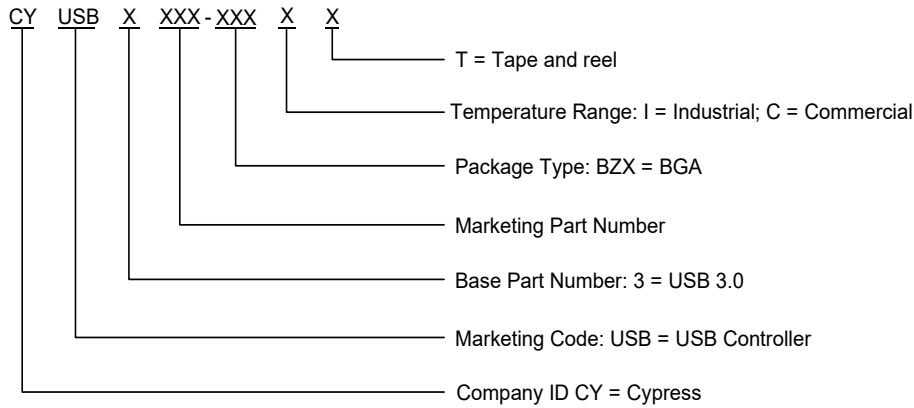 CY USB X XXX-XXX X X
T = Tape and reel
Temperature Range: I = Industrial; C = Commercial
Package Type: BZX = BGA
Marketing Part Number
Base Part Number: 3 = USB 3.0
Marketing Code: USB = USB Controller
Company ID CY = Cypress